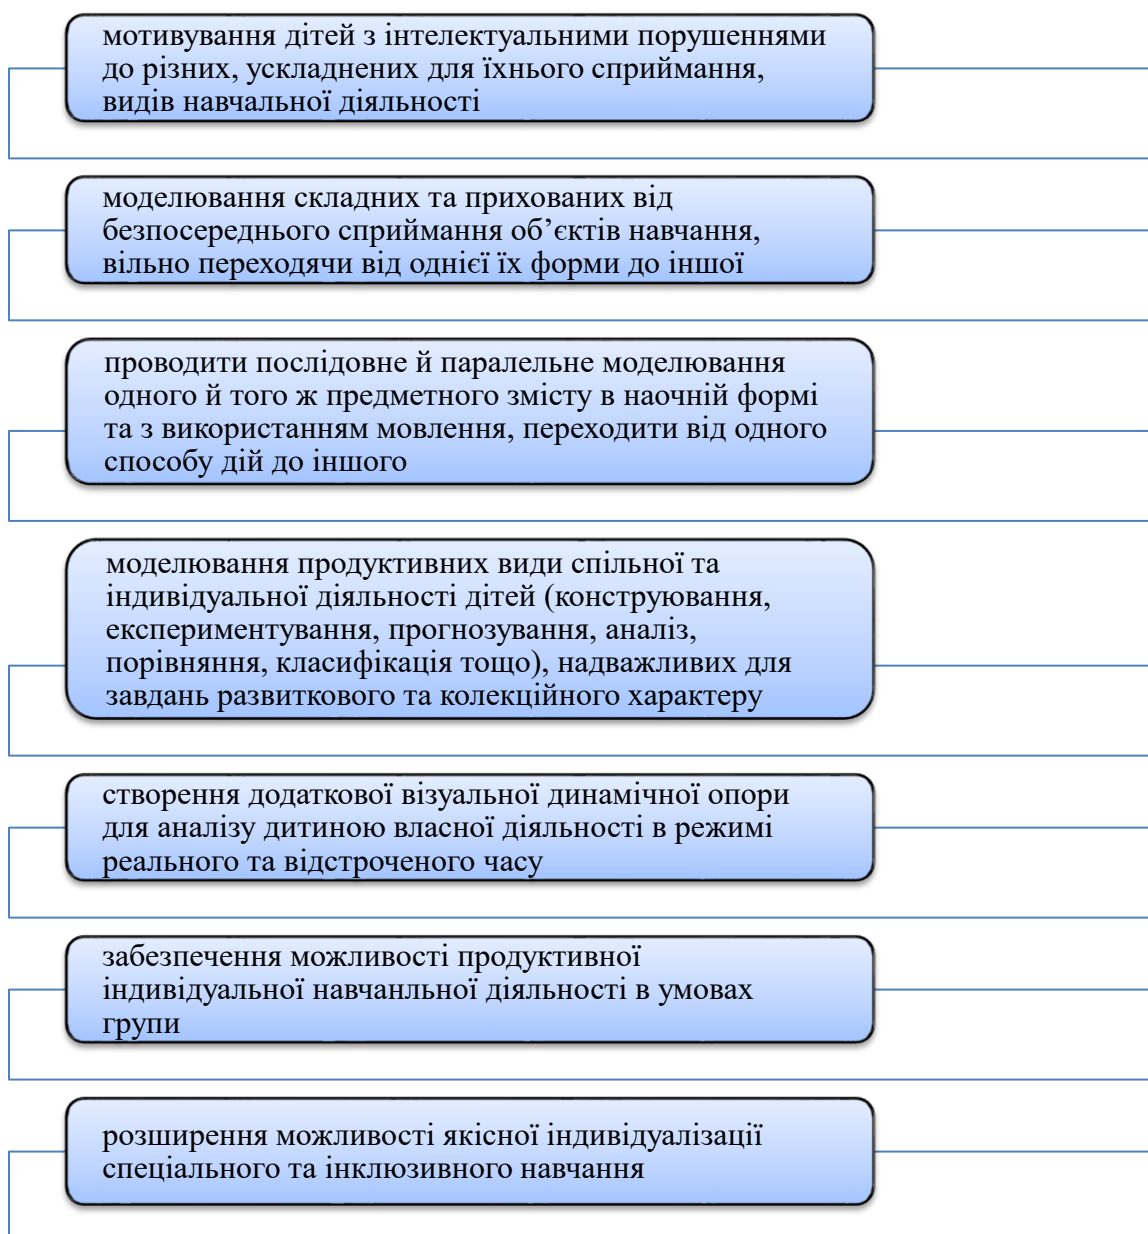 мотивування дітей з інтелектуальними порушеннями
до різних, ускладнених для їхнього сприймання,
видів навчальної діяльності
моделювання складних та прихованих від
безпосереднього сприймання об’єктів навчання,
вільно переходячи від однієї їх форми до іншої
проводити послідовне й паралельне моделювання
одного й того ж предметного змісту в наочній формі
та з використанням мовлення, переходити від одного
способу дій до іншого
моделювання продуктивних види спільної та
індивідуальної діяльності дітей (конструювання,
експериментування, прогнозування, аналіз,
порівняння, класифікація тощо), надважливих для
завдань развиткового та колекційного характеру
створення додаткової візуальної динамічної опори
для аналізу дитиною власної діяльності в режимі
реального та відстроченого часу
забезпечення можливості продуктивної
індивідуальної навчанльної діяльності в умовах
групи
розширення можливості якісної індивідуалізації
спеціального та інклюзивного навчання